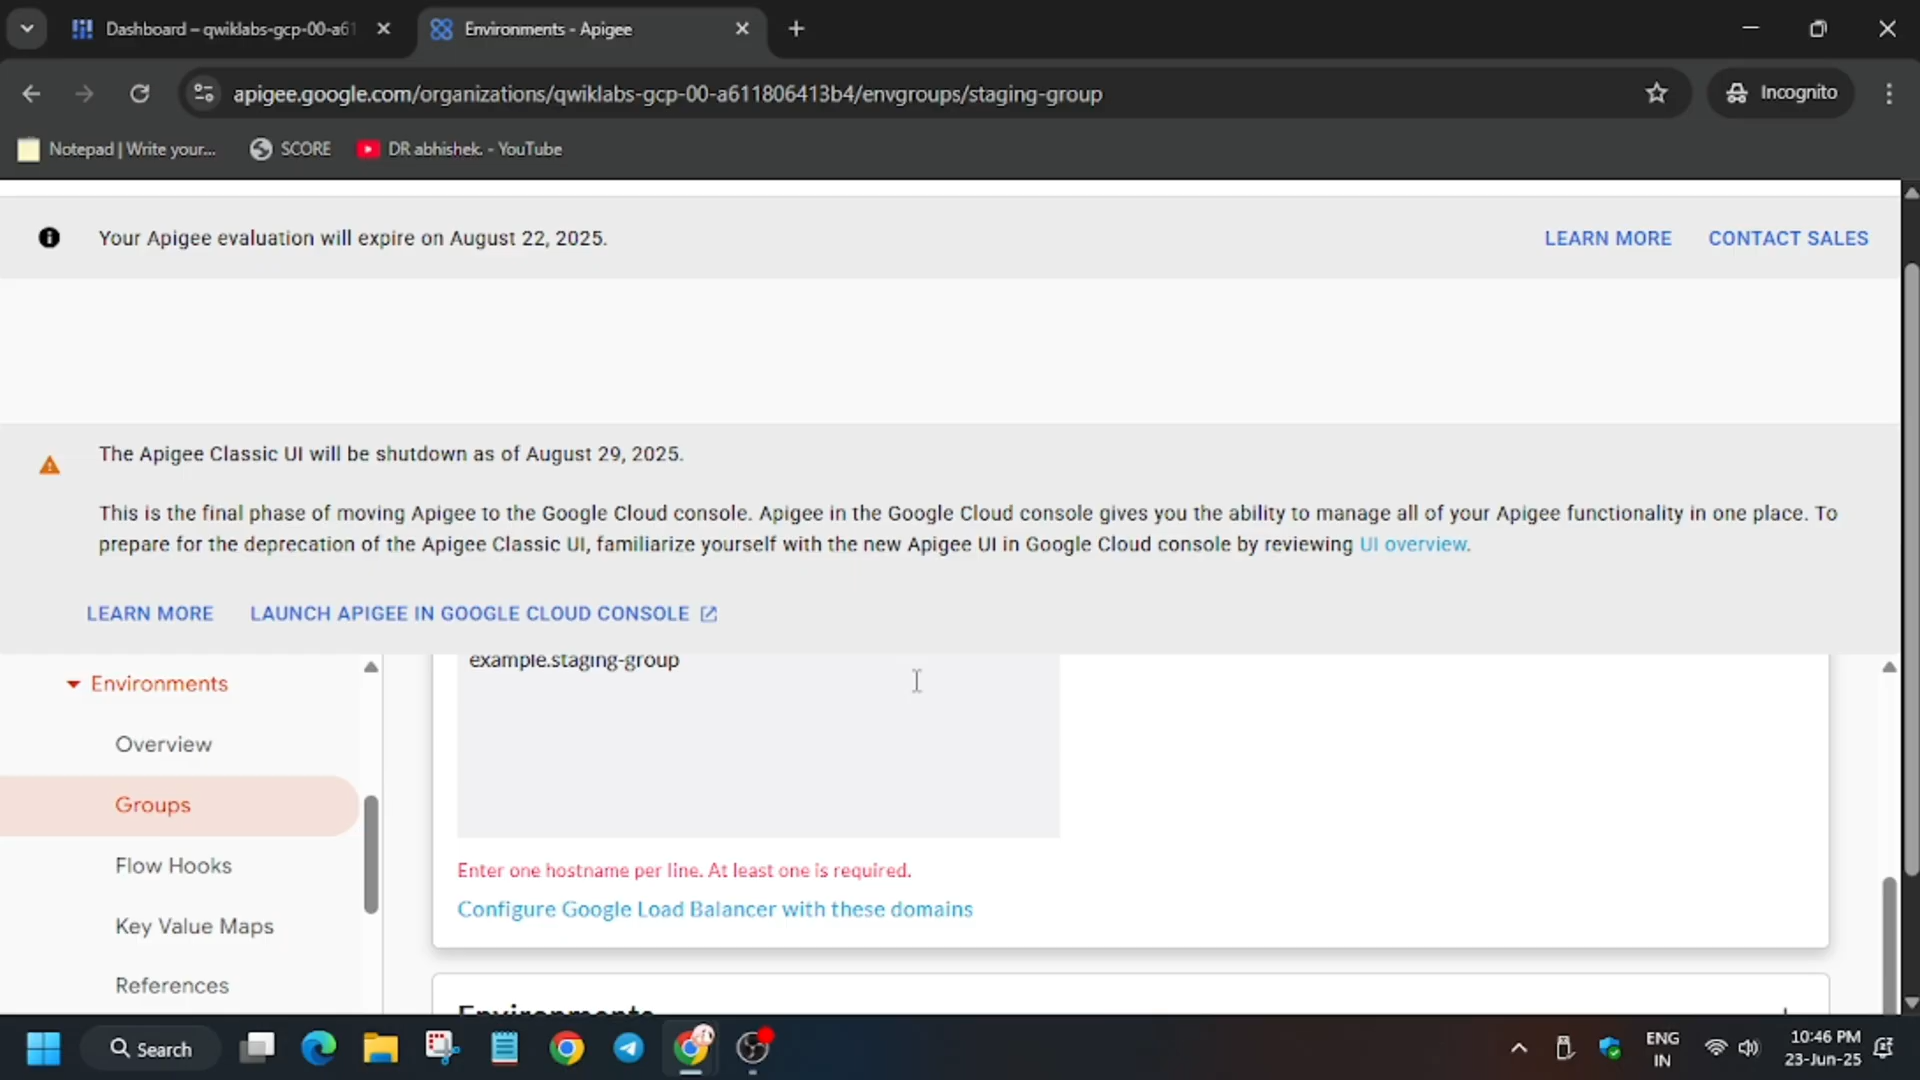 Dashboard – qwiklabs-gcp-00-a61
Environments - Apigee
apigee.google.com/organizations/qwiklabs-gcp-00-a611806413b4/envgroups/staging-group
Incognito
Notepad | Write your...
SCORE
DR abhishek. - YouTube
Your Apigee evaluation will expire on August 22, 2025.
LEARN MORE
CONTACT SALES
The Apigee Classic UI will be shutdown as of August 29, 2025.
This is the final phase of moving Apigee to the Google Cloud console. Apigee in the Google Cloud console gives you the ability to manage all of your Apigee functionality in one place. To
prepare for the deprecation of the Apigee Classic UI, familiarize yourself with the new Apigee UI in Google Cloud console by reviewing UI overview.
LEARN MORE
LAUNCH APIGEE IN GOOGLE CLOUD CONSOLE
Environments
Overview
Groups
Flow Hooks
Key Value Maps
References
example.staging-group
Enter one hostname per line. At least one is required.
Configure Google Load Balancer with these domains
Environments
Search
ENG
IN
10:46 PM
23-Jun-25